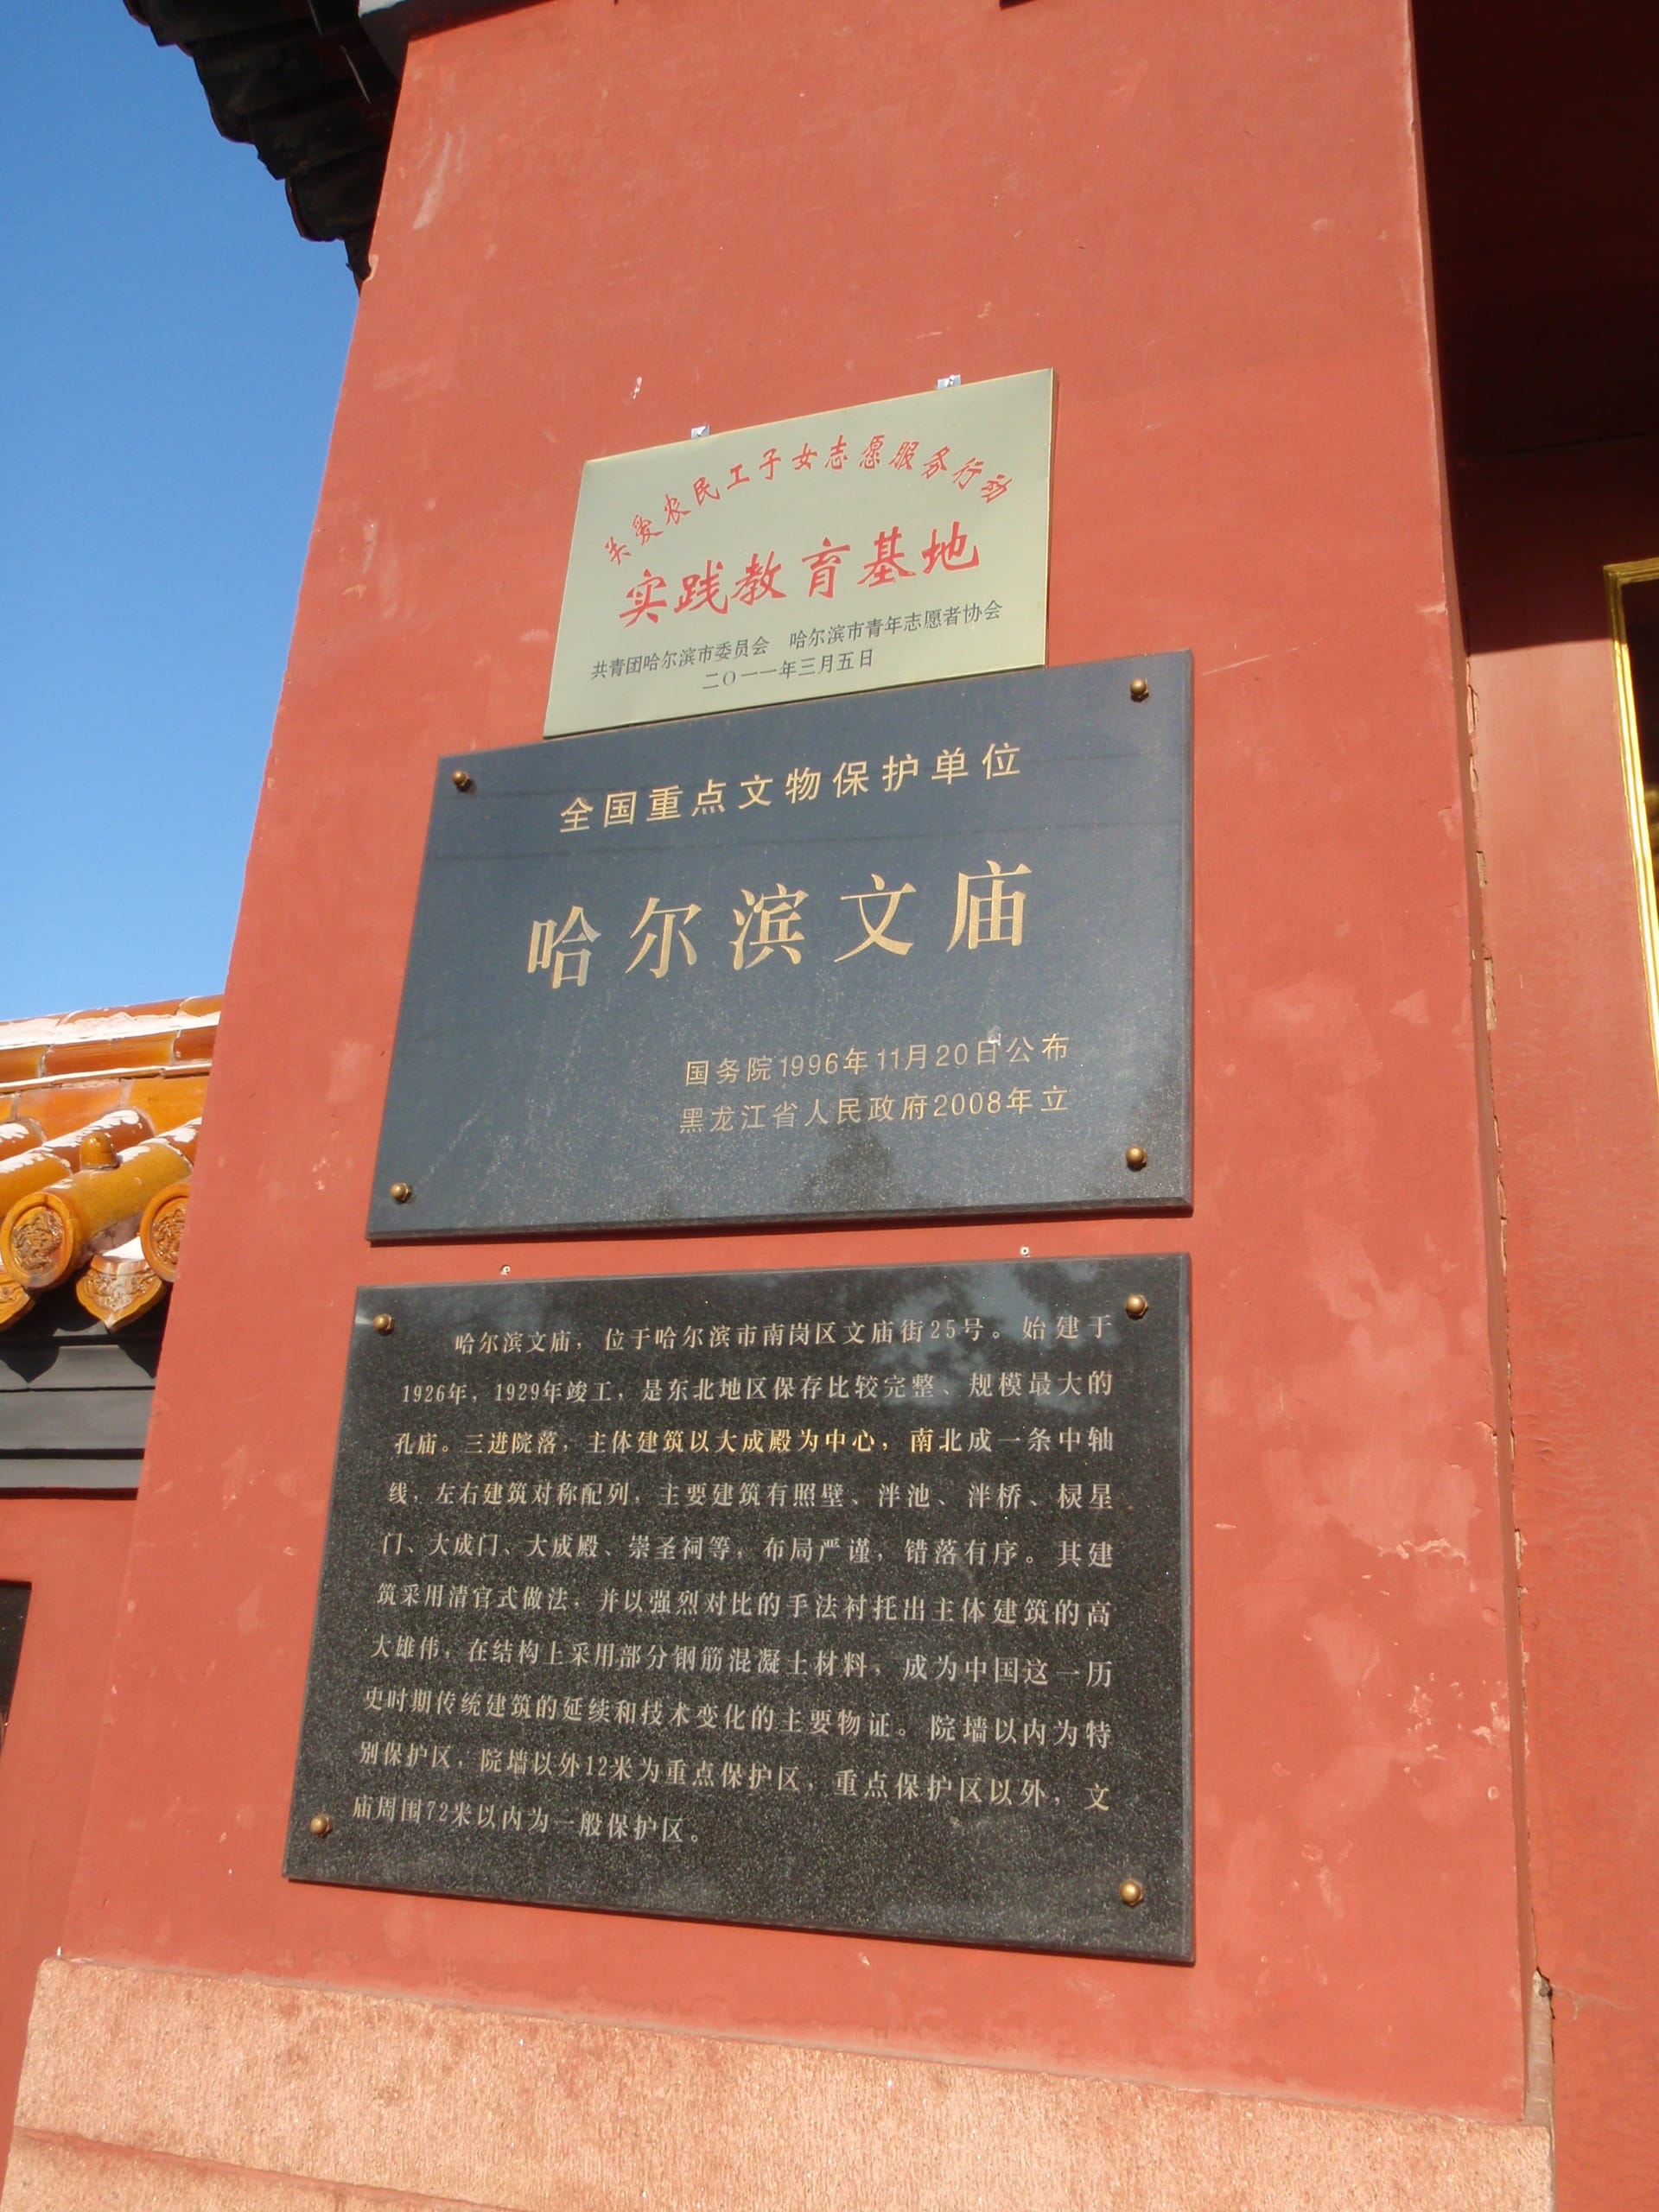 关爱农民工子女志愿服务行动
实践教育基地
共青团哈尔滨市委员会 哈尔滨市青年志愿者协会
二〇一一年三月五日
全国重点文物保护单位
哈尔滨文庙
国务院1996年11月20日公布
黑龙江省人民政府2008年立
哈尔滨文庙，位于哈尔滨市南岗区文庙街25号。始建于
1926年，1929年竣工，是东北地区保存比较完整、规模最大的
孔庙。三进院落，主体建筑以大成殿为中心，南北成一条中轴
线，左右建筑对称配列，主要建筑有照壁、泮池、泮桥、棂星
门、大成门、大成殿、崇圣祠等，布局严谨，错落有序。其建
筑采用清官式做法，并以强烈对比的手法衬托出主体建筑的高
大雄伟，在结构上采用部分钢筋混凝土材料，成为中国这一历
史时期传统建筑的延续和技术变化的主要物证。院墙以内为特
别保护区，院墙以外12米为重点保护区，重点保护区以外，文
庙周围72米以内为一般保护区。